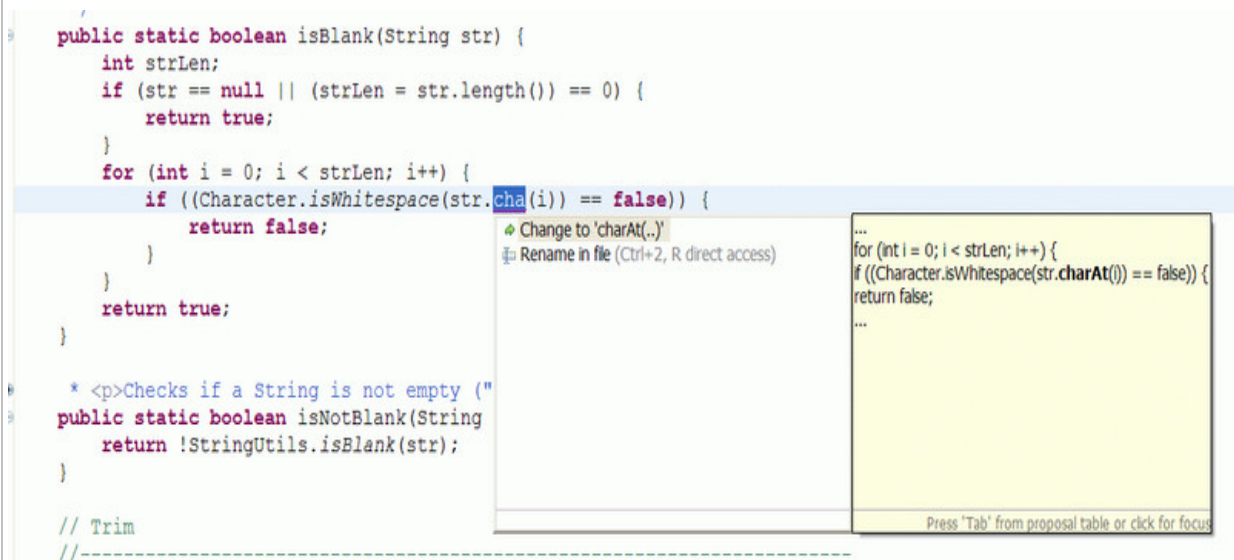 public static boolean isBlank(String str) {
int strLen;
if (str == null || (strLen = str.length()) == 0) {
return true;
}
for (int i = 0; i < strLen; i++) {
if ((Character.isWhitespace(str.cha(i)) == false)) {
return false;
}
}
return true;
}
* <p>Checks if a String is not empty ("
public static boolean isNotBlank(String
return !StringUtils.isBlank(str);
}
// Trim
//-----------------------------------------------------------------------
Change to 'charAt(..)'
Rename in file (Ctrl+2, R direct access)
...
for (int i = 0; i < strLen; i++) {
if ((Character.isWhitespace(str.charAt(i)) == false)) {
return false;
...
Press 'Tab' from proposal table or click for focus